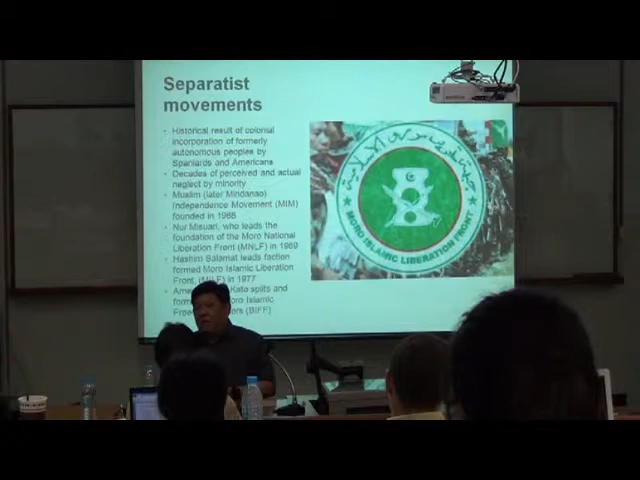 Separatist
movements
Historical result of colonial
incorporation of formerly
autonomous peoples by
Spaniards and Americans
Decades of perceived and actual
neglect by minority
Muslim (later Mindanao)
Independence Movement (MIM)
founded in 1968
Nur Misuari, who leads the
foundation of the Moro National
Liberation Front (MNLF) in 1969
Hashim Salamat leads faction
formed Moro Islamic Liberation
Front, (MILF) in 1977
Kato splits and
Moro Islamic
(BIFF)
MORO ISLAMIC LIBERATION FRONT